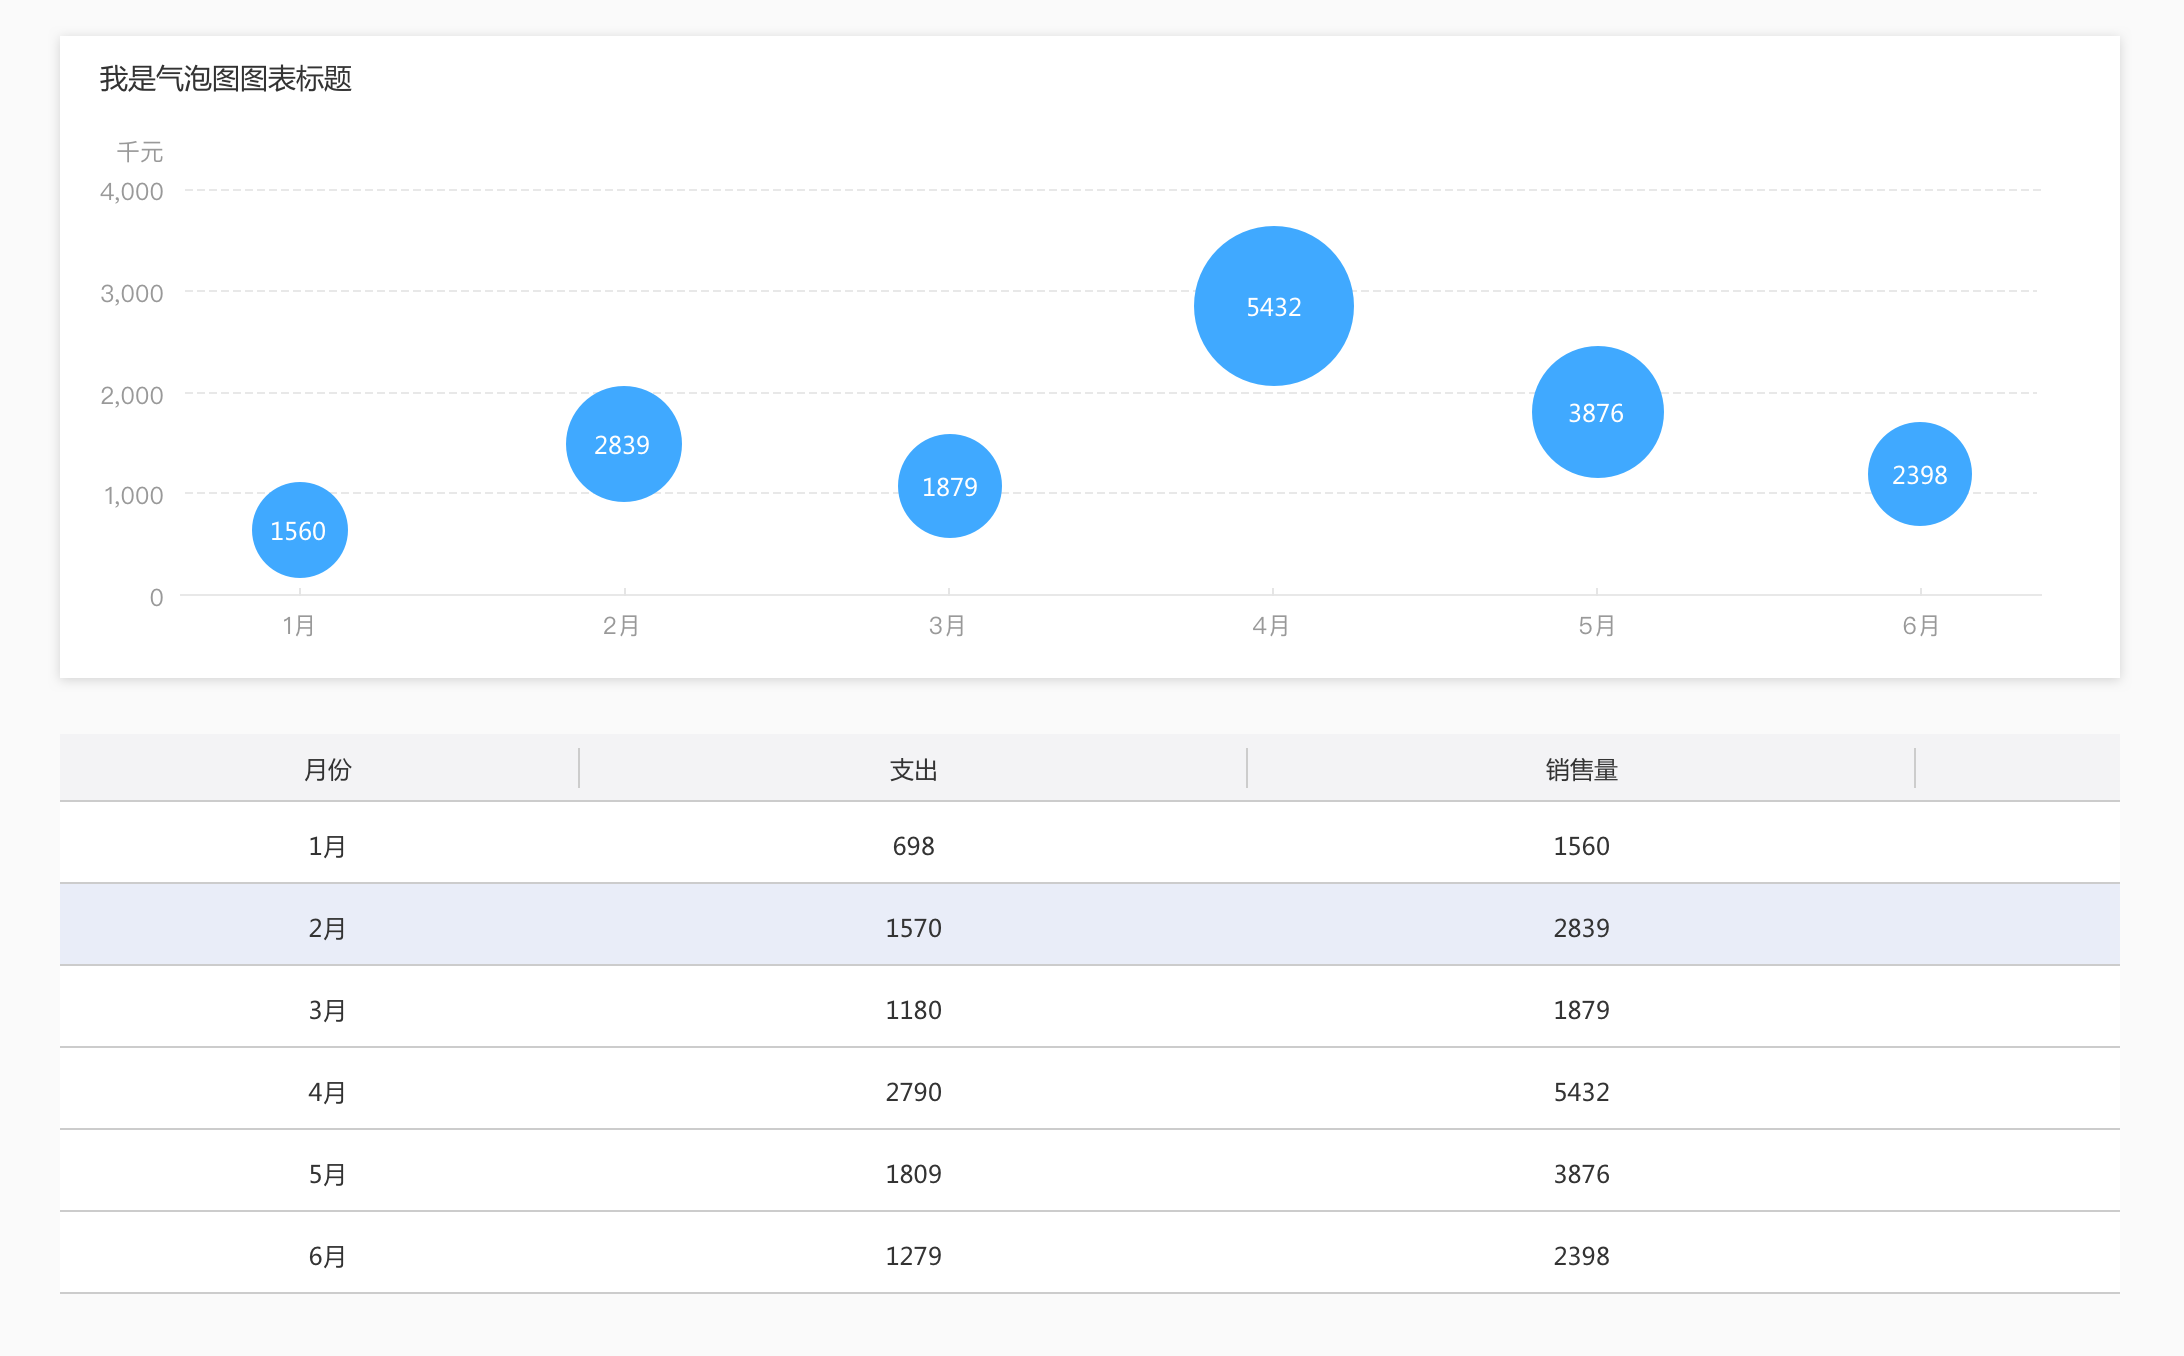 我是气泡图图表标题
千元
4,000
3,000
2,000
1,000
0
5432
3876
2839
2398
1879
1560
1月 2月 3月 4月 5月 6月
月份 支出 销售量
1月 698 1560
2月 1570 2839
3月 1180 1879
4月 2790 5432
5月 1809 3876
6月 1279 2398